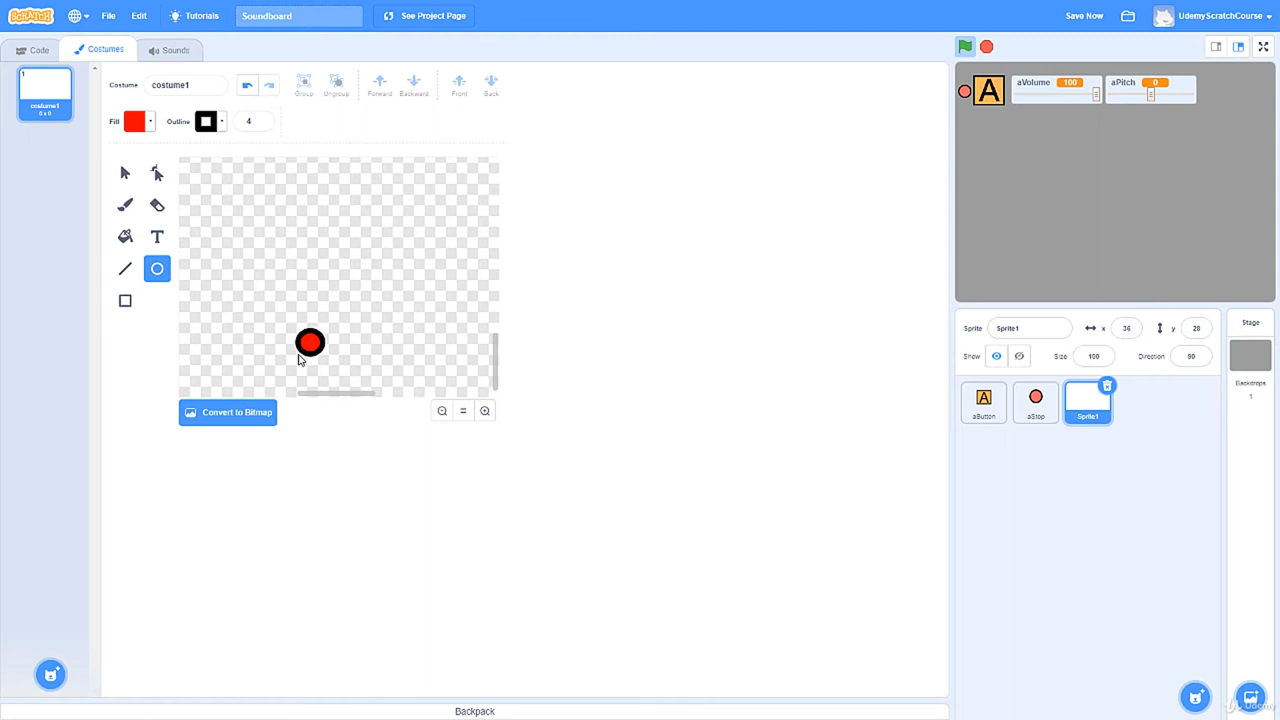 SCRATCH File Edit Tutorials Soundboard See Project Page Save Now UdemyScratchCourse
Code Costumes Sounds
1
costume1
0 x 0
Costume costume1 Group Ungroup Forward Backward Front Back
Fill Outline 4
T
Convert to Bitmap
Backpack
A aVolume 100 aPitch 0
Sprite Sprite1 x 36 y 28
Show Size 100 Direction 90
A
aButton aStop Sprite1
Stage
Backdrops
1
Udemy